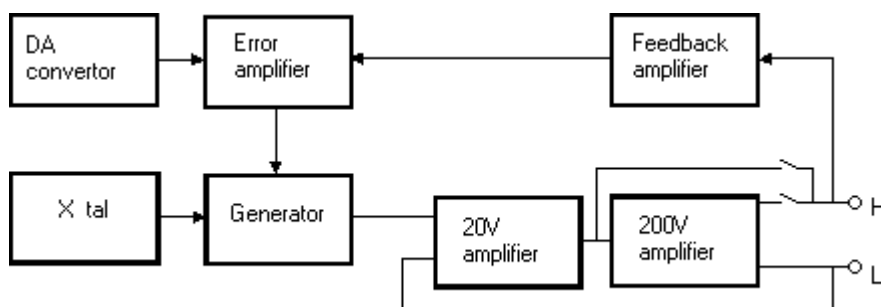 DA
convertor
Error
amplifier
Feedback
amplifier
X tal
Generator
20V
amplifier
200V
amplifier
H
L